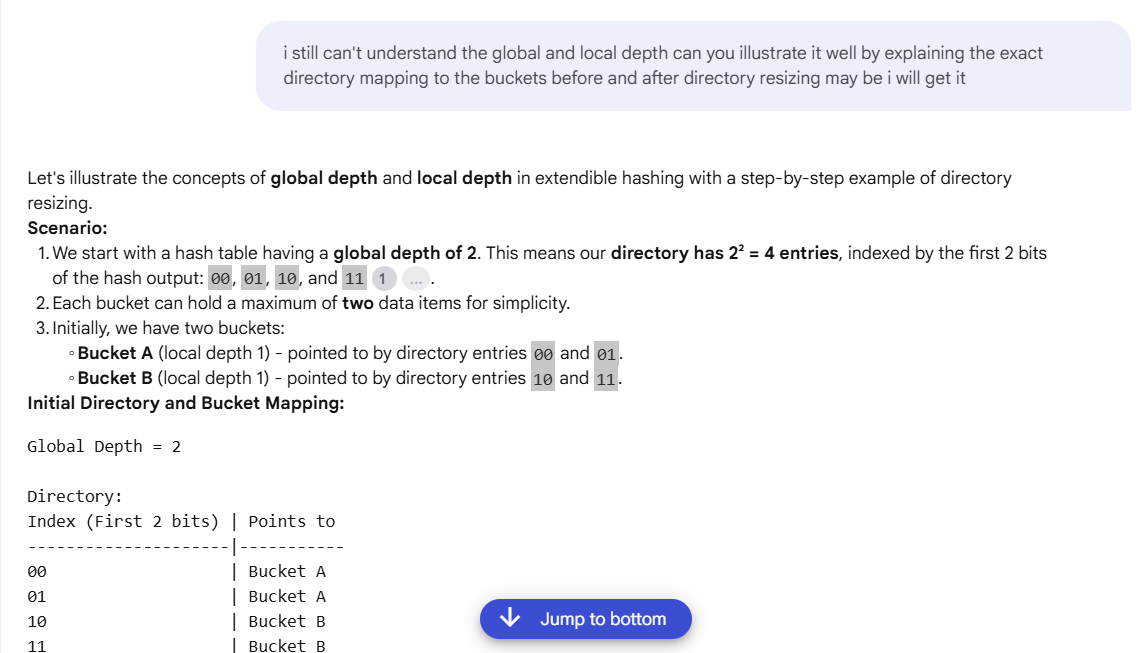 i still can't understand the global and local depth can you illustrate it well by explaining the exact
directory mapping to the buckets before and after directory resizing may be i will get it
Let's illustrate the concepts of global depth and local depth in extendible hashing with a step-by-step example of directory
resizing.
Scenario:
1. We start with a hash table having a global depth of 2. This means our directory has 2² = 4 entries, indexed by the first 2 bits
of the hash output: 00, 01, 10, and 11 1 ... .
2. Each bucket can hold a maximum of two data items for simplicity.
3. Initially, we have two buckets:
◦ Bucket A (local depth 1) - pointed to by directory entries 00 and 01.
◦ Bucket B (local depth 1) - pointed to by directory entries 10 and 11.
Initial Directory and Bucket Mapping:
Global Depth = 2
Directory:
Index (First 2 bits) | Points to
---------------------|-----------
00                   | Bucket A
01                   | Bucket A
10                   | Bucket B
11                   | Bucket B
Jump to bottom